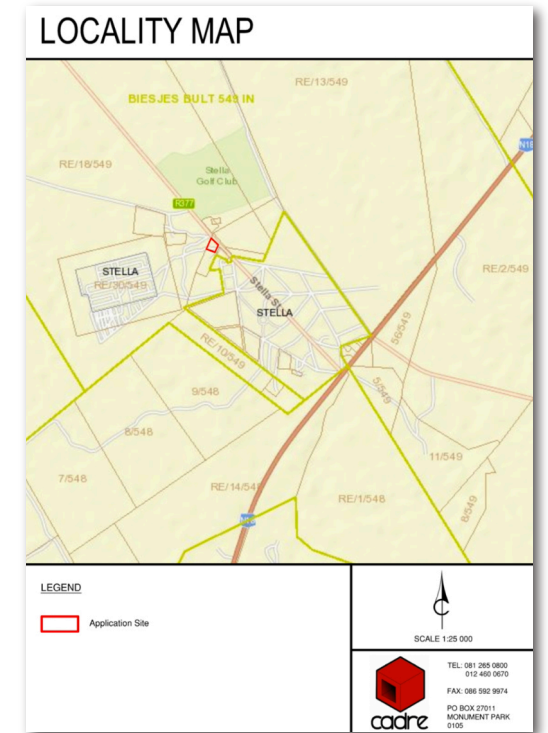 LOCALITY MAP
RE/13/549
BIESJES BULT 549 IN
N18
RE/18/549
Stella
Golf Club
R377
STELLA
RE/30/549
RE/2/549
Stella St
STELLA
56/549
RE/10/549
5/549
9/548
8/548
11/549
7/548
RE/14/548
RE/1/548
8/549
LEGEND
Application Site
SCALE 1:25 000
TEL: 081 265 0800
012 460 0670
FAX: 086 592 9974
PO BOX 27011
MONUMENT PARK
0105
cadre